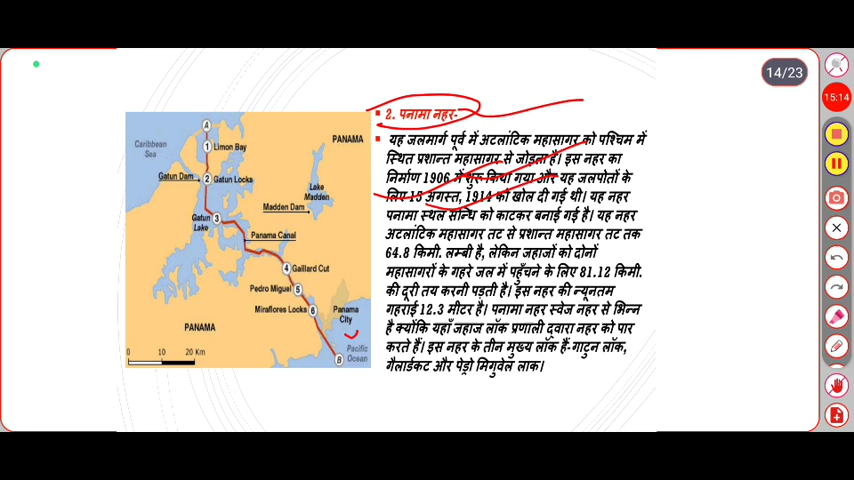 14/23
15:14
2. पनामा नहर-
यह जलमार्ग पूर्व में अटलांटिक महासागर को पश्चिम में
स्थित प्रशान्त महासागर से जोड़ता है। इस नहर का
निर्माण 1906 में शुरू किया गया और यह जलपोतों के
लिए 15 अगस्त, 1914 को खोल दी गई थी। यह नहर
पनामा स्थल सन्धि को काटकर बनाई गई है। यह नहर
अटलांटिक महासागर तट से प्रशान्त महासागर तट तक
64.8 किमी. लम्बी है, लेकिन जहाजों को दोनों
महासागरों के गहरे जल में पहुँचने के लिए 81.12 किमी.
की दूरी तय करनी पड़ती है। इस नहर की न्यूनतम
गहराई 12.3 मीटर है। पनामा नहर स्वेज नहर से भिन्न
है क्योंकि यहाँ जहाज लॉक प्रणाली द्वारा नहर को पार
करते हैं। इस नहर के तीन मुख्य लॉक हैं-गाटुन लॉक,
गैलार्डकट और पेड्रो मिगुवेल लाक।
A
Caribbean
Sea
PANAMA
1 Limon Bay
Gatun Dam
2 Gatun Locks
Lake
Madden
Madden Dam
Gatun
Lake
3
Panama Canal
4 Gaillard Cut
Pedro Miguel 5
Miraflores Locks 6
Panama
City
PANAMA
Pacific
Ocean
B
0 10 20 Km